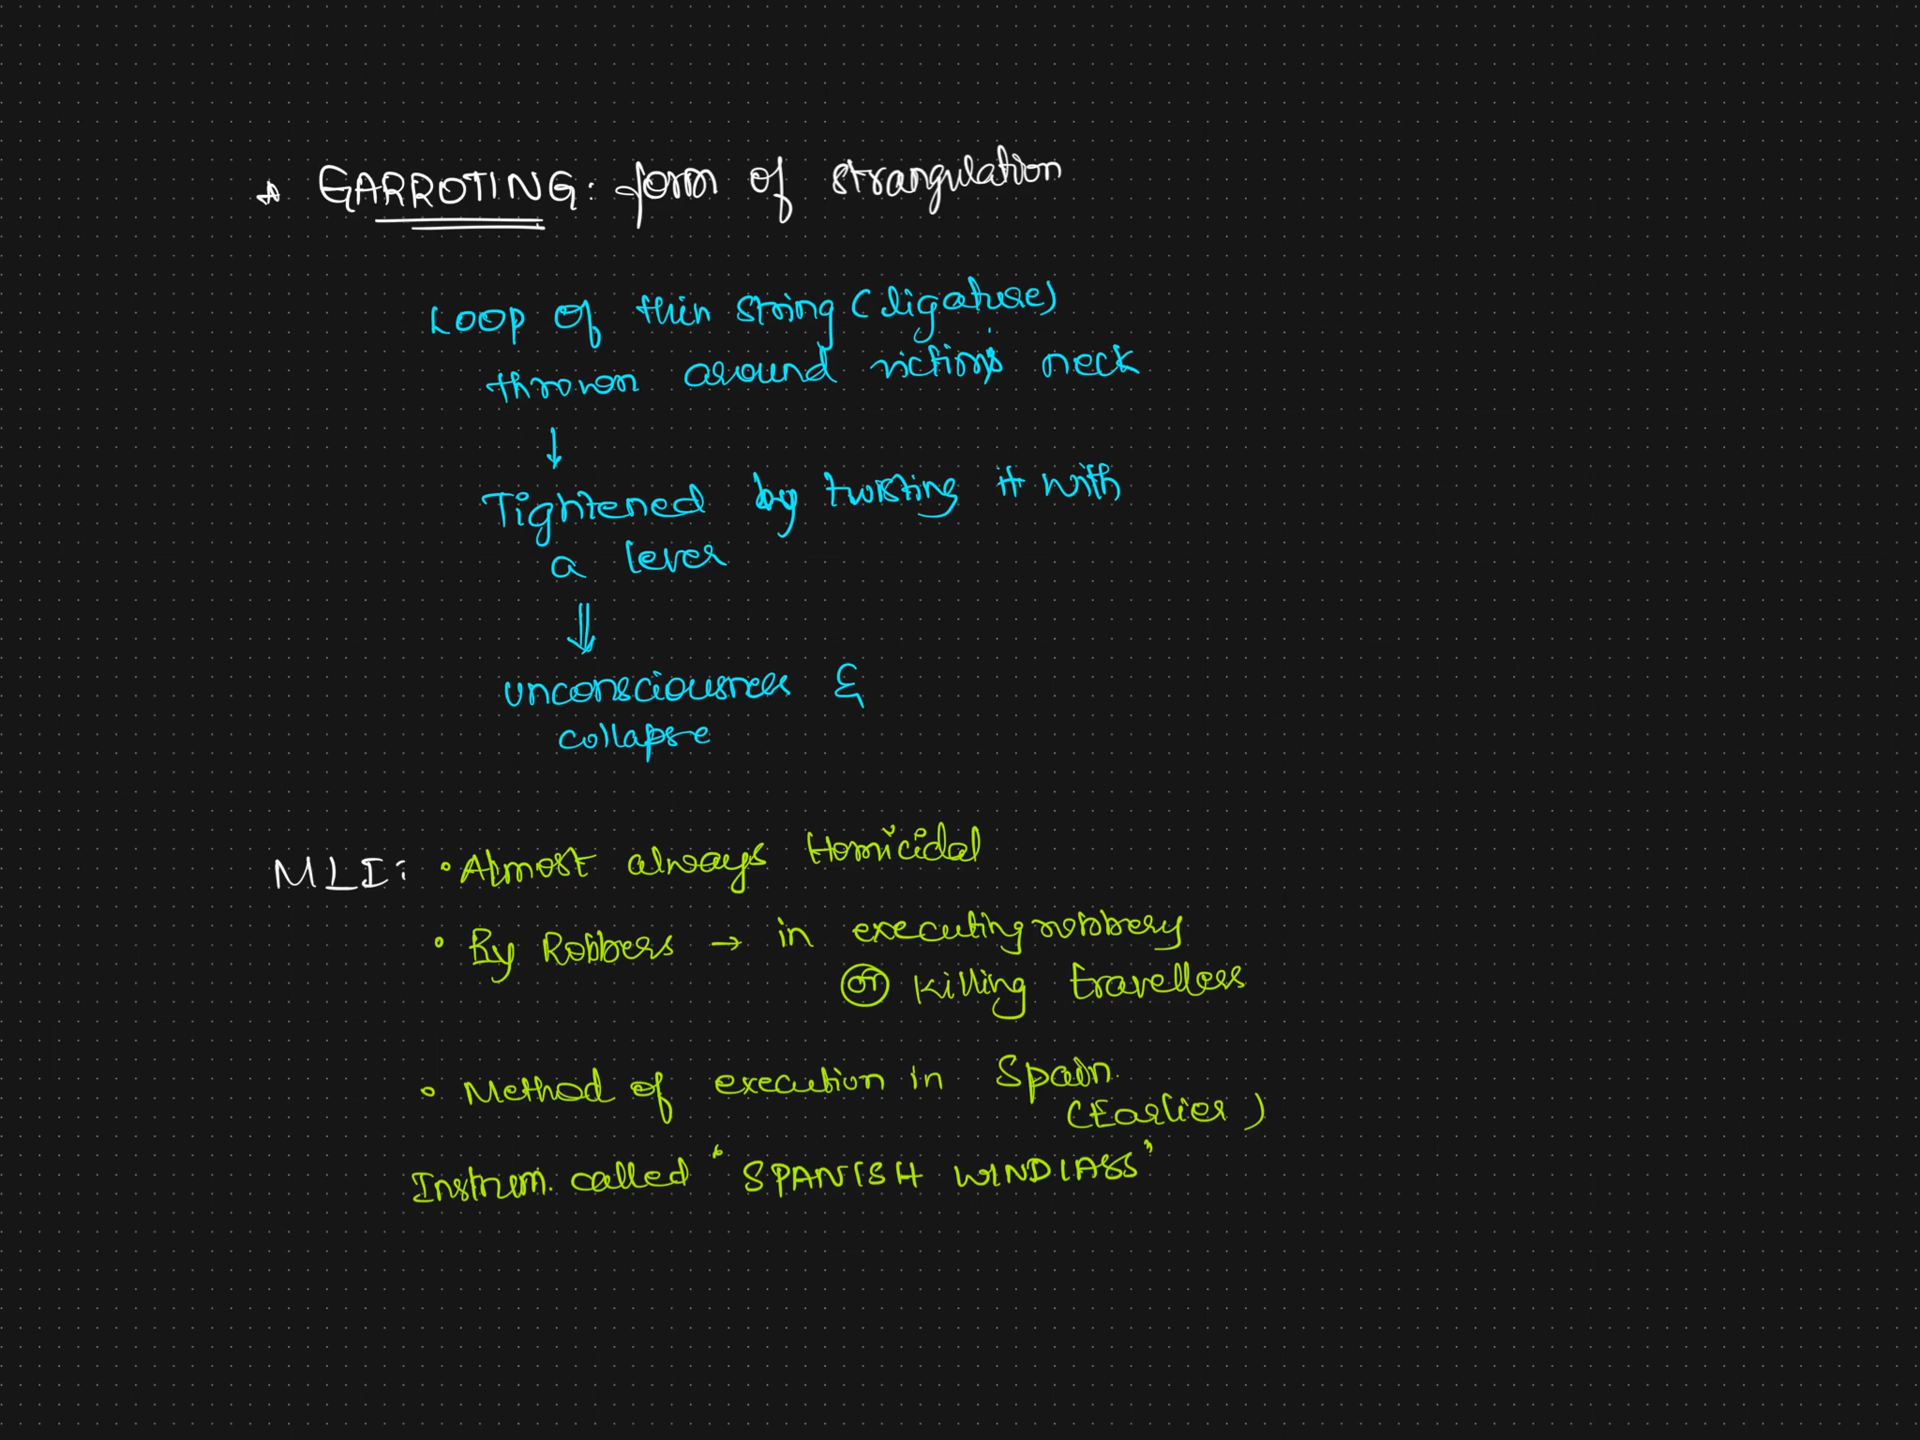 * GARROTING: form of strangulation
Loop of thin string (ligature)
thrown around victim's neck
↓
Tightened by twisting it with
a lever
⇓
unconsciousness &
collapse
MLI: • Almost always Homicidal
• By Robbers → in executing robbery
or killing travellers
• Method of execution in Spain.
(Earlier)
Instrum. called "SPANISH WINDLASS"